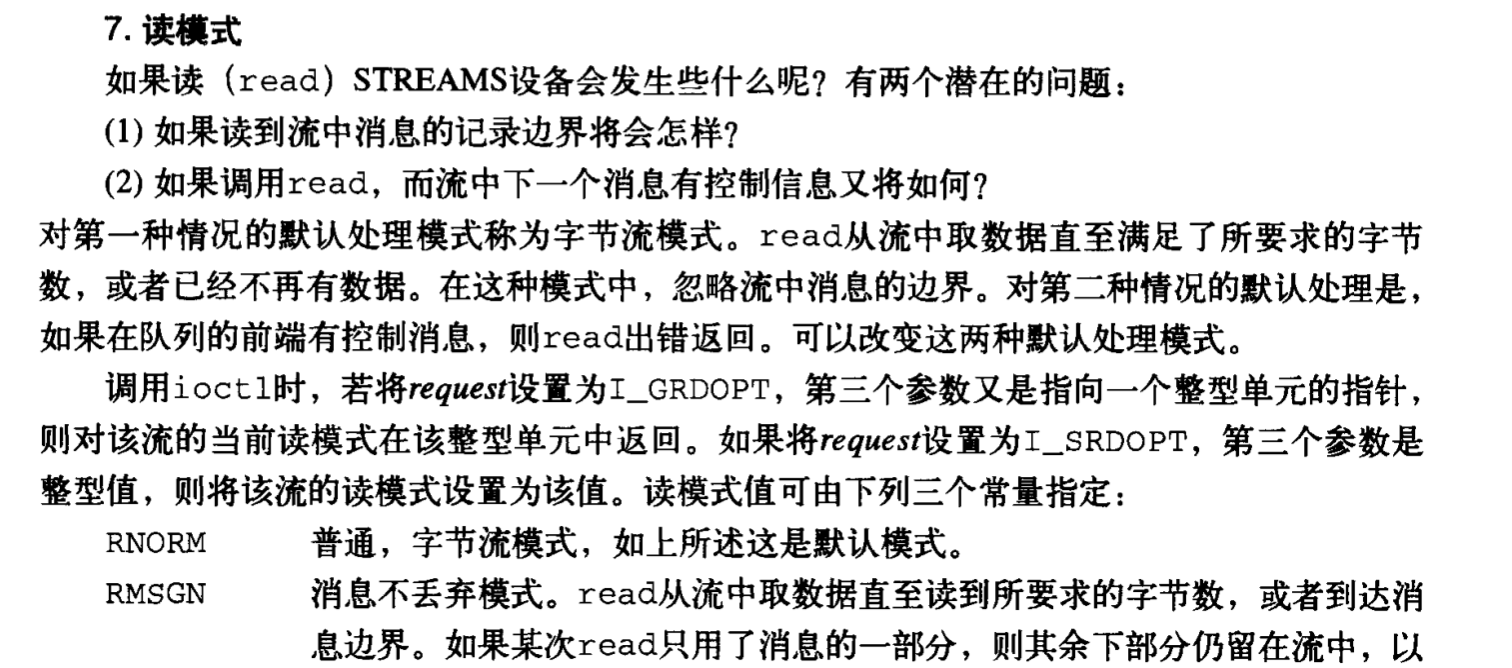 7. 读模式
如果读（read）STREAMS设备会发生些什么呢？有两个潜在的问题：
(1) 如果读到流中消息的记录边界将会怎样？
(2) 如果调用read，而流中下一个消息有控制信息又将如何？
对第一种情况的默认处理模式称为字节流模式。read从流中取数据直至满足了所要求的字节
数，或者已经不再有数据。在这种模式中，忽略流中消息的边界。对第二种情况的默认处理是，
如果在队列的前端有控制消息，则read出错返回。可以改变这两种默认处理模式。
调用ioctl时，若将request设置为I_GRDOPT，第三个参数又是指向一个整型单元的指针，
则对该流的当前读模式在该整型单元中返回。如果将request设置为I_SRDOPT，第三个参数是
整型值，则将该流的读模式设置为该值。读模式值可由下列三个常量指定：
RNORM 普通，字节流模式，如上所述这是默认模式。
RMSGN 消息不丢弃模式。read从流中取数据直至读到所要求的字节数，或者到达消
息边界。如果某次read只用了消息的一部分，则其余下部分仍留在流中，以